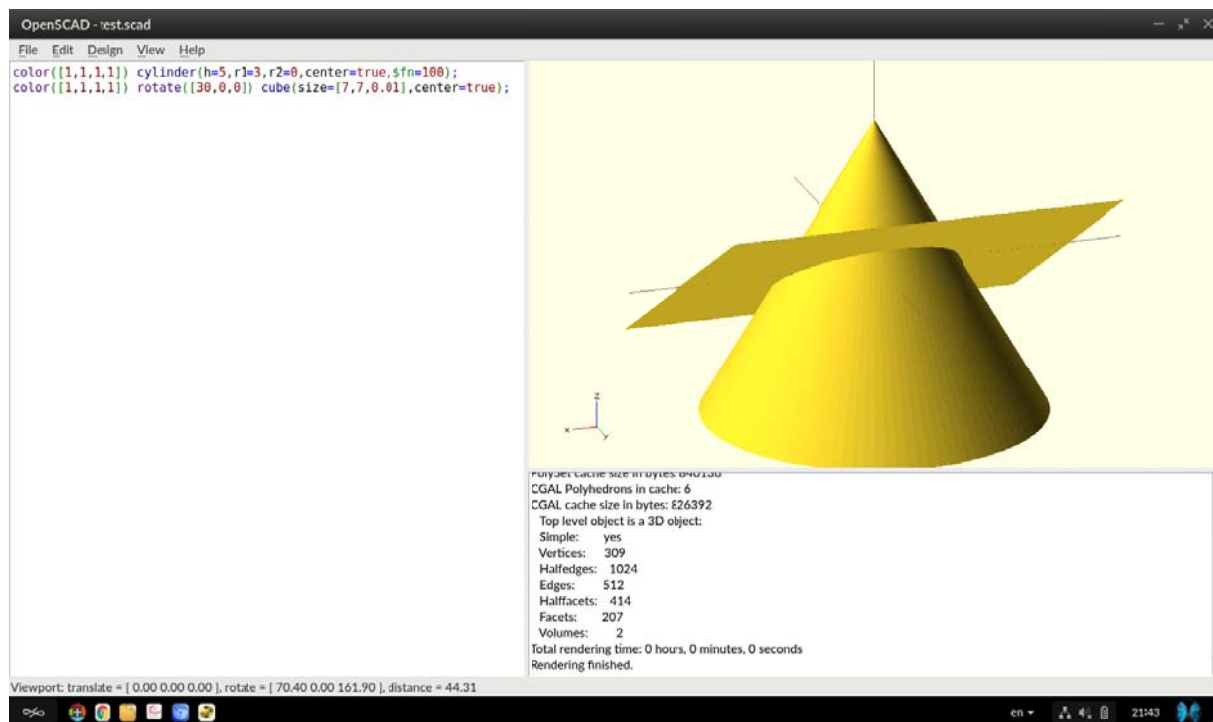 OpenSCAD - test.scad
File Edit Design View Help
color([1,1,1,1]) cylinder(h=5,r1=3,r2=0,center=true,$fn=100);
color([1,1,1,1]) rotate([30,0,0]) cube(size=[7,7,0.01],center=true);
z
x
y
PolySet cache size in bytes:
CGAL Polyhedrons in cache: 6
CGAL cache size in bytes: 826392
Top level object is a 3D object:
Simple: yes
Vertices: 309
Halfedges: 1024
Edges: 512
Halffacets: 414
Facets: 207
Volumes: 2
Total rendering time: 0 hours, 0 minutes, 0 seconds
Rendering finished.
Viewport: translate = [ 0.00 0.00 0.00 ], rotate = [ 70.40 0.00 161.90 ], distance = 44.31
en 21:43